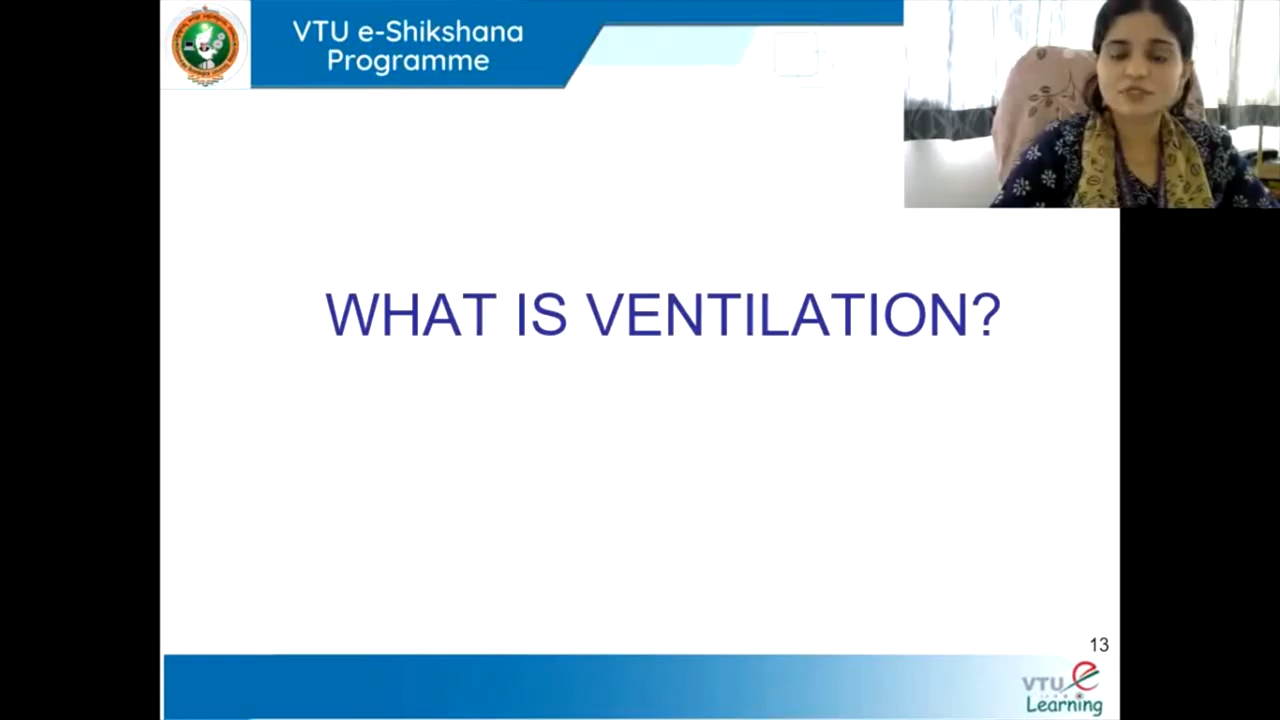 VTU e-Shikshana
Programme
WHAT IS VENTILATION?
13
VTU e
Learning